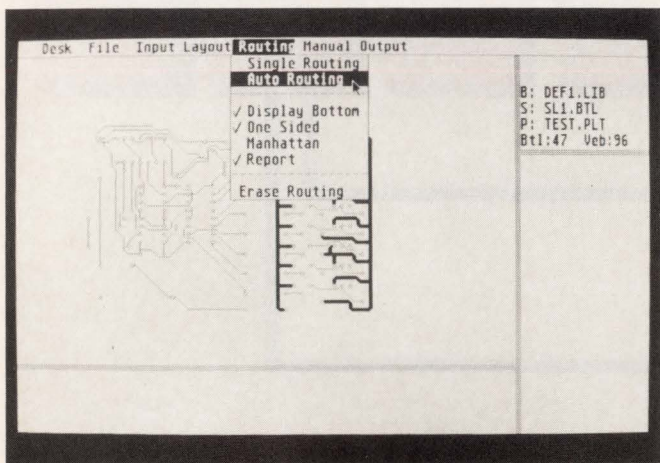 Desk File Input Layout Routing Manual Output
Single Routing
Auto Routing
✓ Display Bottom
✓ One Sided
Manhattan
✓ Report
Erase Routing
B: DEF1.LIB
S: SL1.BTL
P: TEST.PLT
Btl:47 Veb:96